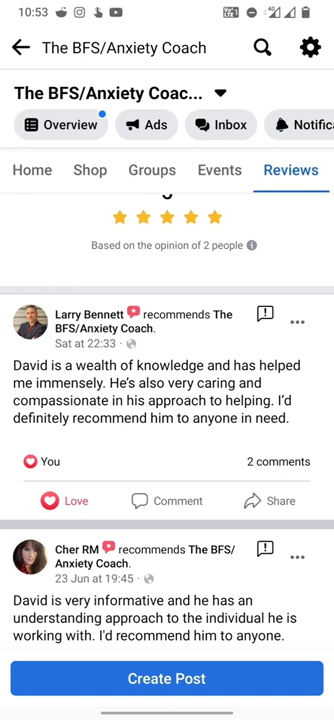 10:53
The BFS/Anxiety Coach
The BFS/Anxiety Coac...
Overview
Ads
Inbox
Notific
Home
Shop
Groups
Events
Reviews
Based on the opinion of 2 people
Larry Bennett recommends The
BFS/Anxiety Coach.
Sat at 22:33 ·
David is a wealth of knowledge and has helped
me immensely. He's also very caring and
compassionate in his approach to helping. I'd
definitely recommend him to anyone in need.
You
2 comments
Love
Comment
Share
Cher RM recommends The BFS/
Anxiety Coach.
23 Jun at 19:45 ·
David is very informative and he has an
understanding approach to the individual he is
working with. I'd recommend him to anyone.
Create Post